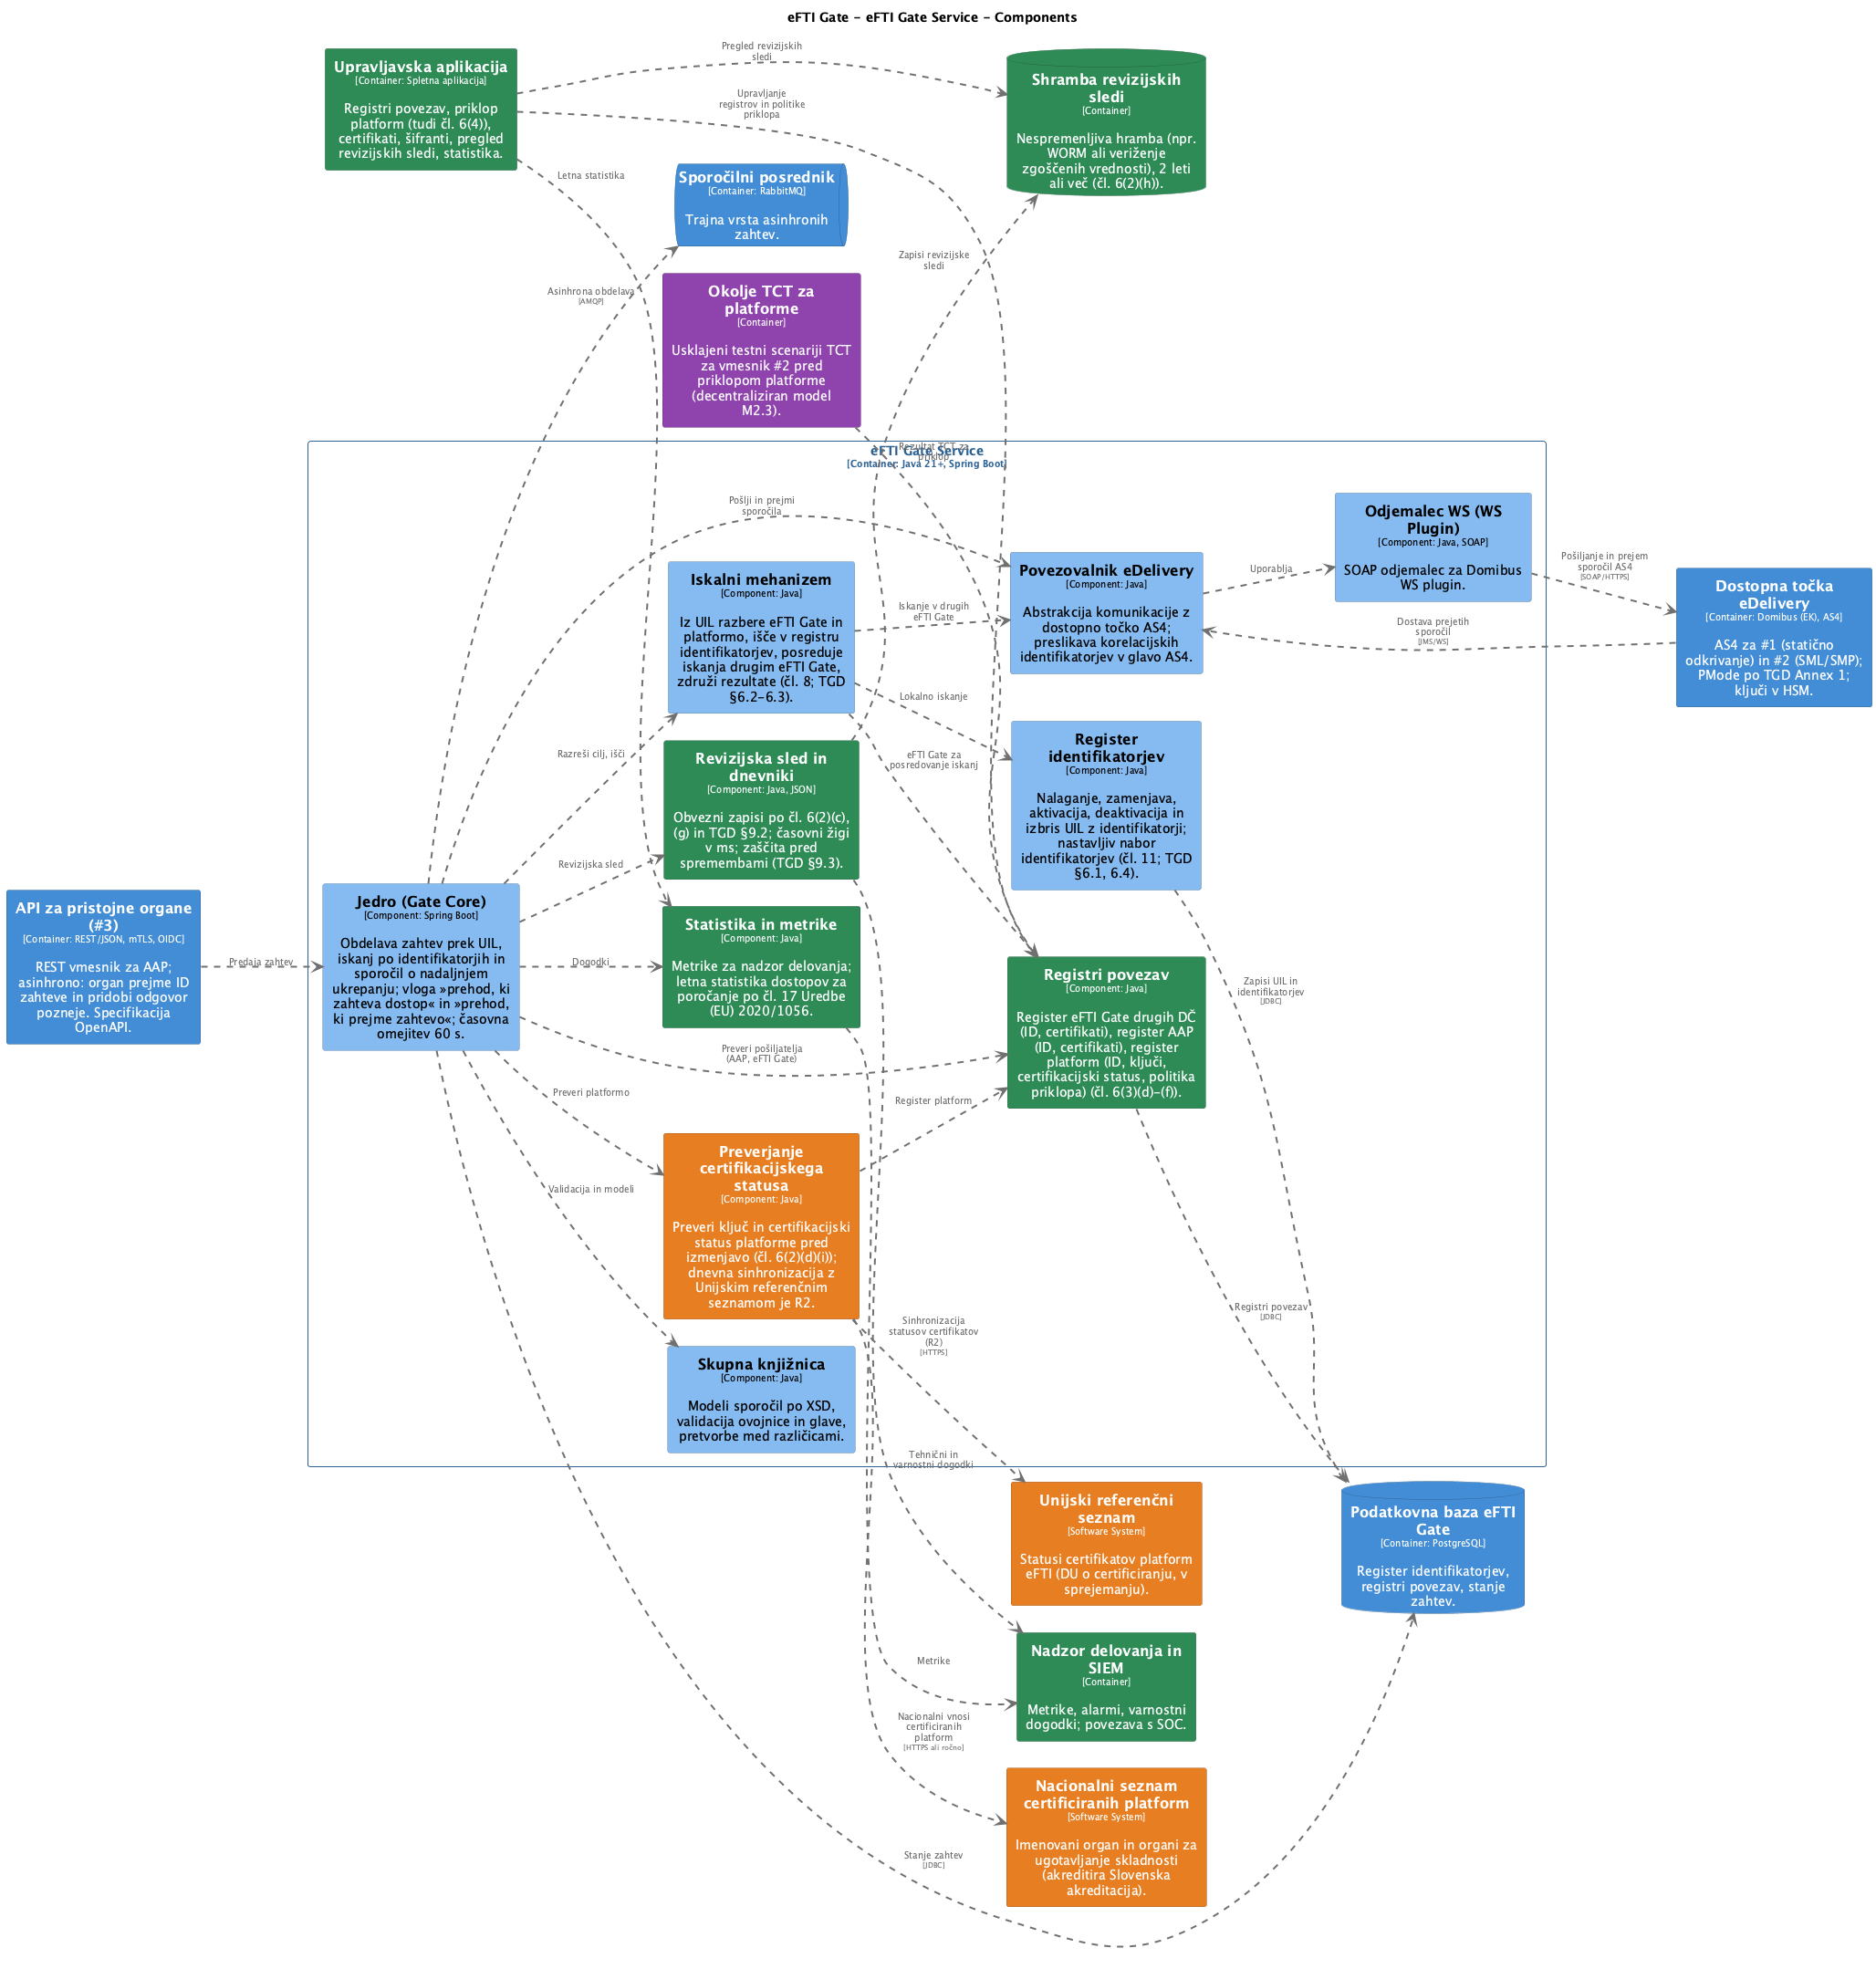 eFTI Gate – eFTI Gate Service – Components
Upravljavska aplikacija
[Container: Spletna aplikacija]
Registri povezav, priklop
platform (tudi čl. 6(4)),
certifikati, šifranti, pregled
revizijskih sledi, statistika.
Pregled revizijskih
sledi
Upravljanje
registrov in politike
priklopa
Letna statistika
Shramba revizijskih
sledi
[Container]
Nespremenljiva hramba (npr.
WORM ali veriženje
zgoščenih vrednosti), 2 leti
ali več (čl. 6(2)(h)).
Sporočilni posrednik
[Container: RabbitMQ]
Trajna vrsta asinhronih
zahtev.
Zapisi revizijske
sledi
Asinhrona obdelava
[AMQP]
Okolje TCT za
platforme
[Container]
Usklajeni testni scenariji TCT
za vmesnik #2 pred
priklopom platforme
(decentraliziran model
M2.3).
Rezultat TCT za
priklop
eFTI Gate Service
[Container: Java 21+, Spring Boot]
Pošlji in prejmi
sporočila
Iskalni mehanizem
[Component: Java]
Iz UIL razbere eFTI Gate in
platformo, išče v registru
identifikatorjev, posreduje
iskanja drugim eFTI Gate,
združi rezultate (čl. 8; TGD
§6.2–6.3).
Iskanje v drugih
eFTI Gate
Lokalno iskanje
eFTI Gate za
posredovanje iskanj
Povezovalnik eDelivery
[Component: Java]
Abstrakcija komunikacije z
dostopno točko AS4;
preslikava korelacijskih
identifikatorjev v glavo AS4.
Uporablja
Odjemalec WS (WS
Plugin)
[Component: Java, SOAP]
SOAP odjemalec za Domibus
WS plugin.
Pošiljanje in prejem
sporočil AS4
[SOAP/HTTPS]
Dostava prejetih
sporočil
[JMS/WS]
Dostopna točka
eDelivery
[Container: Domibus (EK), AS4]
AS4 za #1 (statično
odkrivanje) in #2 (SML/SMP);
PMode po TGD Annex 1;
ključi v HSM.
Register
identifikatorjev
[Component: Java]
Nalaganje, zamenjava,
aktivacija, deaktivacija in
izbris UIL z identifikatorji;
nastavljiv nabor
identifikatorjev (čl. 11; TGD
§6.1, 6.4).
Razreši cilj, išči
Revizijska sled in
dnevniki
[Component: Java, JSON]
Obvezni zapisi po čl. 6(2)(c),
(g) in TGD §9.2; časovni žigi
v ms; zaščita pred
spremembami (TGD §9.3).
Revizijska sled
API za pristojne organe
(#3)
[Container: REST/JSON, mTLS, OIDC]
REST vmesnik za AAP;
asinhrono: organ prejme ID
zahteve in pridobi odgovor
pozneje. Specifikacija
OpenAPI.
Predaja zahtev
Jedro (Gate Core)
[Component: Spring Boot]
Obdelava zahtev prek UIL,
iskanj po identifikatorjih in
sporočil o nadaljnjem
ukrepanju; vloga »prehod, ki
zahteva dostop« in »prehod,
ki prejme zahtevo«; časovna
omejitev 60 s.
Dogodki
Statistika in metrike
[Component: Java]
Metrike za nadzor delovanja;
letna statistika dostopov za
poročanje po čl. 17 Uredbe
(EU) 2020/1056.
Preveri pošiljatelja
(AAP, eFTI Gate)
Registri povezav
[Component: Java]
Register eFTI Gate drugih DČ
(ID, certifikati), register AAP
(ID, certifikati), register
platform (ID, ključi,
certifikacijski status, politika
priklopa) (čl. 6(3)(d)–(f)).
Zapisi UIL in
identifikatorjev
[JDBC]
Preveri platformo
Register platform
Preverjanje
certifikacijskega
statusa
[Component: Java]
Preveri ključ in certifikacijski
status platforme pred
izmenjavo (čl. 6(2)(d)(i));
dnevna sinhronizacija z
Unijskim referenčnim
seznamom je R2.
Validacija in modeli
Registri povezav
[JDBC]
Sinhronizacija
statusov certifikatov
(R2)
[HTTPS]
Skupna knjižnica
[Component: Java]
Modeli sporočil po XSD,
validacija ovojnice in glave,
pretvorbe med različicami.
Tehnični in
varnostni dogodki
Unijski referenčni
seznam
[Software System]
Statusi certifikatov platform
eFTI (DU o certificiranju, v
sprejemanju).
Podatkovna baza eFTI
Gate
[Container: PostgreSQL]
Register identifikatorjev,
registri povezav, stanje
zahtev.
Metrike
Nadzor delovanja in
SIEM
[Container]
Metrike, alarmi, varnostni
dogodki; povezava s SOC.
Nacionalni vnosi
certificiranih
platform
[HTTPS ali ročno]
Nacionalni seznam
certificiranih platform
[Software System]
Imenovani organ in organi za
ugotavljanje skladnosti
(akreditira Slovenska
akreditacija).
Stanje zahtev
[JDBC]